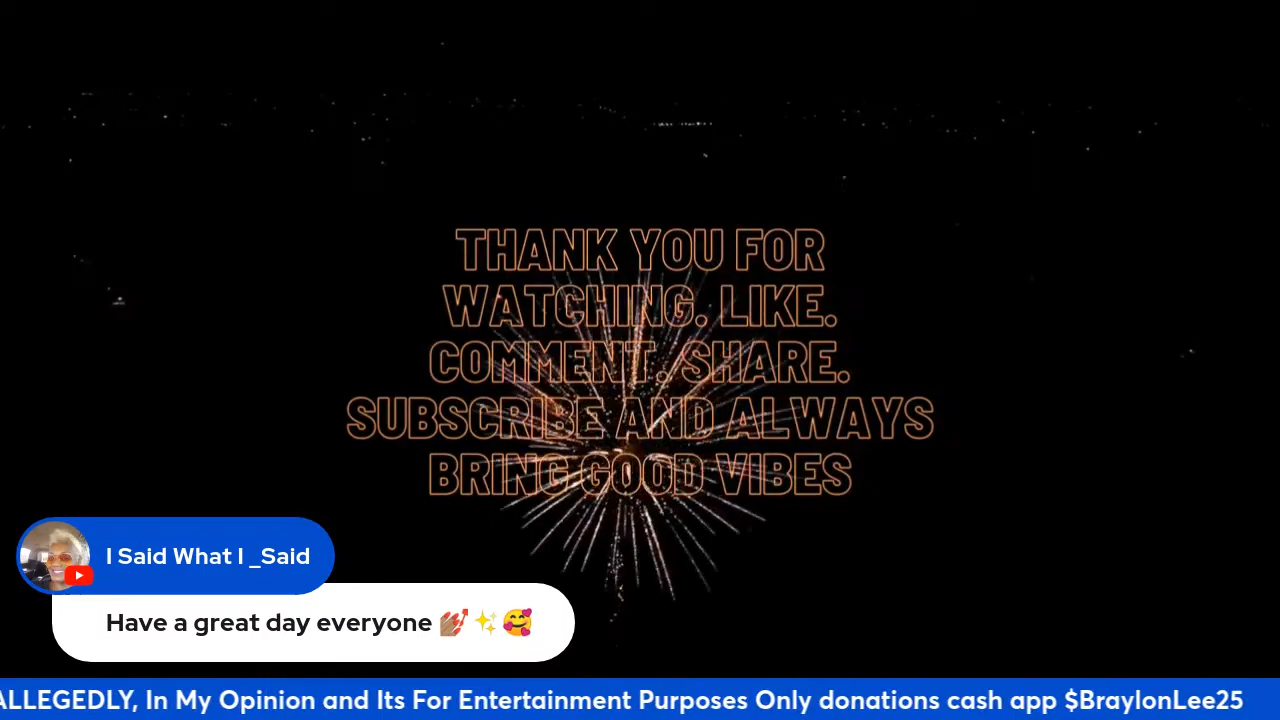 THANK YOU FOR
WATCHING. LIKE.
COMMENT. SHARE.
SUBSCRIBE AND ALWAYS
BRING GOOD VIBES
I Said What I _Said
Have a great day everyone 💅🏽✨🥰
ALLEGEDLY, In My Opinion and Its For Entertainment Purposes Only donations cash app $BraylonLee25